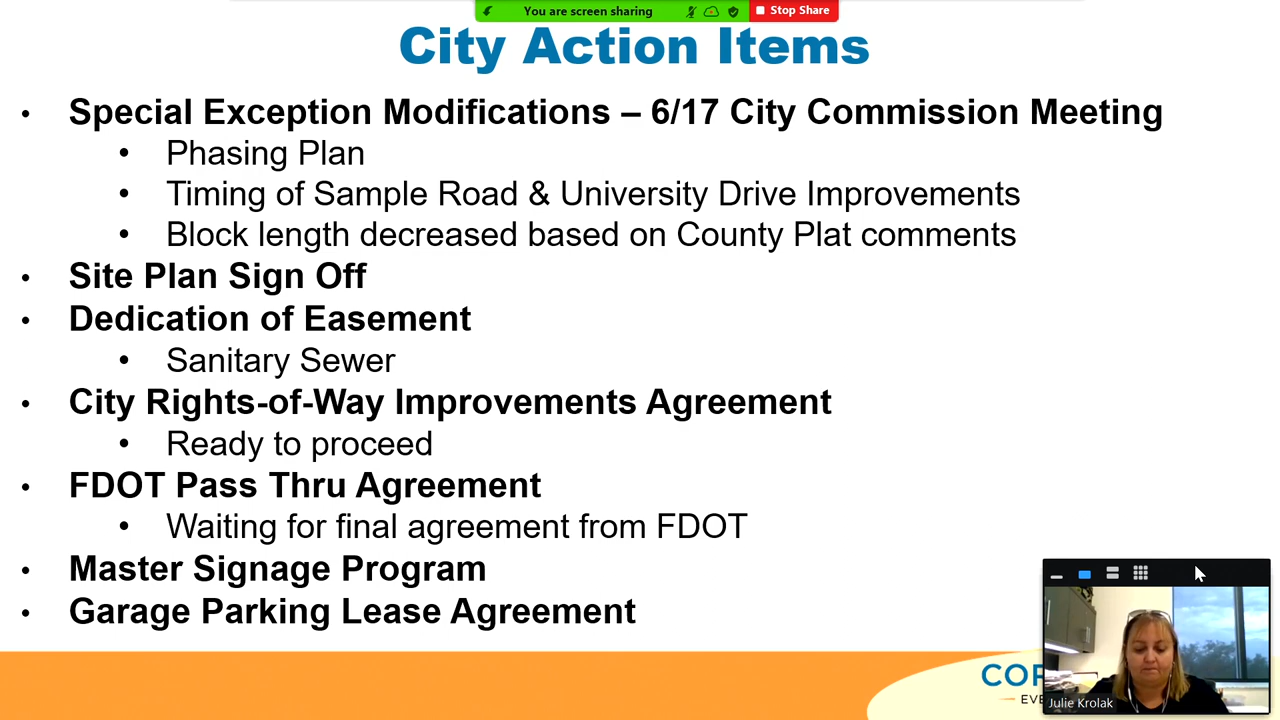 You are screen sharing
Stop Share
City Action Items
• Special Exception Modifications – 6/17 City Commission Meeting
• Phasing Plan
• Timing of Sample Road & University Drive Improvements
• Block length decreased based on County Plat comments
• Site Plan Sign Off
• Dedication of Easement
• Sanitary Sewer
• City Rights-of-Way Improvements Agreement
• Ready to proceed
• FDOT Pass Thru Agreement
• Waiting for final agreement from FDOT
• Master Signage Program
• Garage Parking Lease Agreement
Julie Krolak